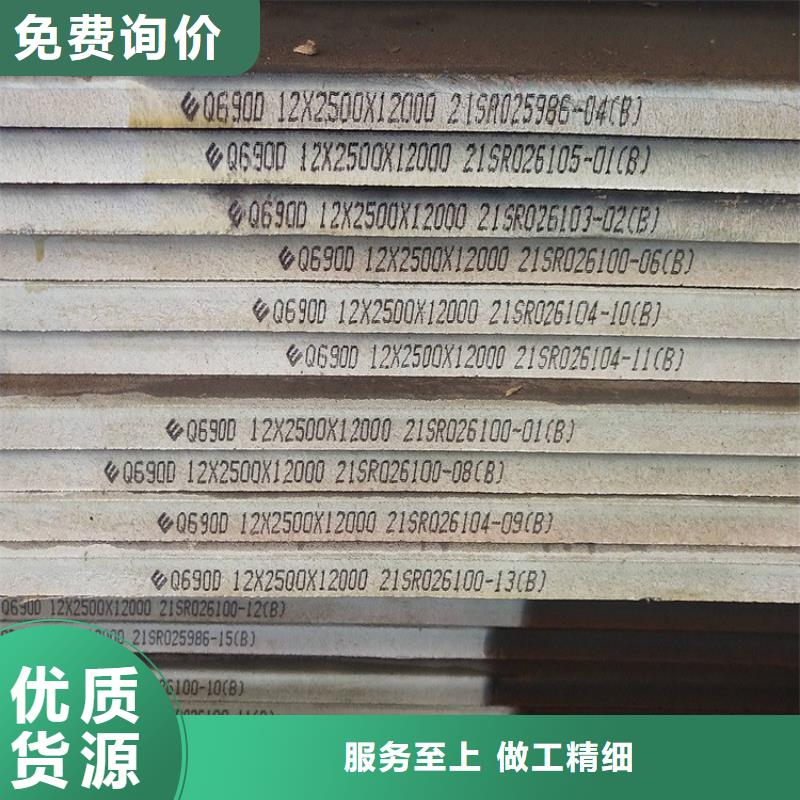 免费询价
Q690D 12X2500X12000 21SR025986-04(B)
Q690D 12X2500X12000 21SR026105-01(B)
Q690D 12X2500X12000 21SR026103-02(B)
Q690D 12X2500X12000 21SR026100-06(B)
Q690D 12X2500X12000 21SR026104-10(B)
Q690D 12X2500X12000 21SR026104-11(B)
Q690D 12X2500X12000 21SR026100-01(B)
Q690D 12X2500X12000 21SR026100-08(B)
Q690D 12X2500X12000 21SR026104-09(B)
Q690D 12X2500X12000 21SR026100-13(B)
Q690D 12X2500X12000 21SR026100-12(B)
12000 21SR025986-15(B)
26100-10(B)
优质
货源
服务至上 做工精细